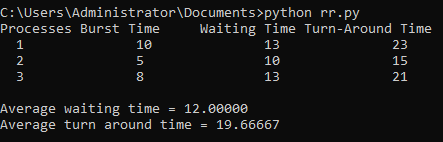 C:\Users\Administrator\Documents>python rr.py
Processes Burst Time     Waiting Time Turn-Around Time
1 10 13 23
2 5 10 15
3 8 13 21
Average waiting time = 12.00000
Average turn around time = 19.66667